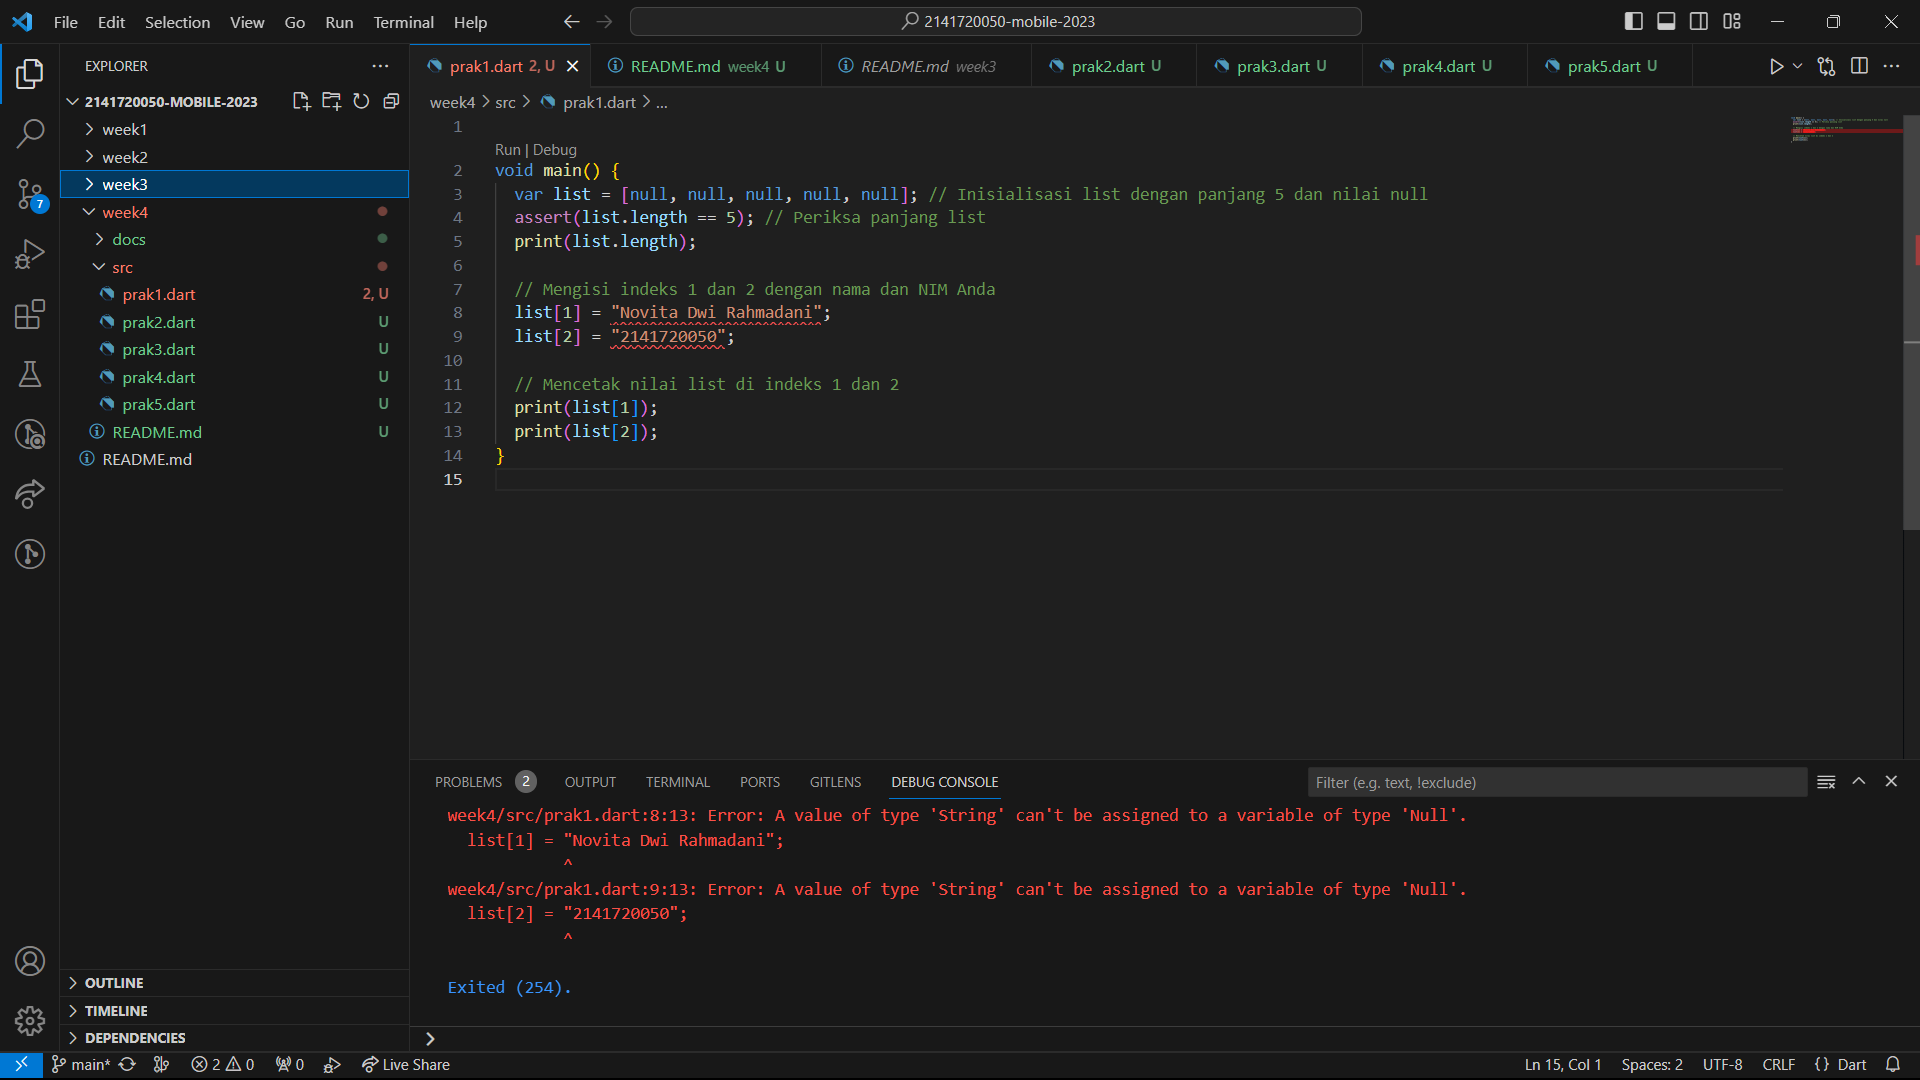 File Edit Selection View Go Run Terminal Help
2141720050-mobile-2023
EXPLORER
2141720050-MOBILE-2023
week1
week2
week3
week4
docs
src
prak1.dart 2, U
prak2.dart U
prak3.dart U
prak4.dart U
prak5.dart U
README.md U
README.md
7
OUTLINE
TIMELINE
DEPENDENCIES
prak1.dart 2, U README.md week4 U README.md week3 prak2.dart U prak3.dart U prak4.dart U prak5.dart U
week4 > src > prak1.dart > ...
1
Run | Debug
2 void main() {
3 var list = [null, null, null, null, null]; // Inisialisasi list dengan panjang 5 dan nilai null
4 assert(list.length == 5); // Periksa panjang list
5 print(list.length);
6
7 // Mengisi indeks 1 dan 2 dengan nama dan NIM Anda
8 list[1] = "Novita Dwi Rahmadani";
9 list[2] = "2141720050";
10
11 // Mencetak nilai list di indeks 1 dan 2
12 print(list[1]);
13 print(list[2]);
14 }
15
PROBLEMS 2 OUTPUT TERMINAL PORTS GITLENS DEBUG CONSOLE Filter (e.g. text, !exclude)
week4/src/prak1.dart:8:13: Error: A value of type 'String' can't be assigned to a variable of type 'Null'.
list[1] = "Novita Dwi Rahmadani";
^
week4/src/prak1.dart:9:13: Error: A value of type 'String' can't be assigned to a variable of type 'Null'.
list[2] = "2141720050";
^
Exited (254).
main* 2 0 0 Live Share Ln 15, Col 1 Spaces: 2 UTF-8 CRLF {} Dart